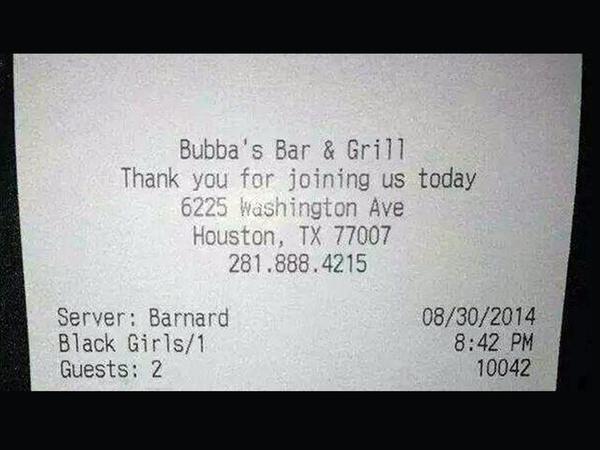 Bubba's Bar & Grill
Thank you for joining us today
6225 Washington Ave
Houston, TX 77007
281.888.4215
Server: Barnard 08/30/2014
Black Girls/1 8:42 PM
Guests: 2 10042